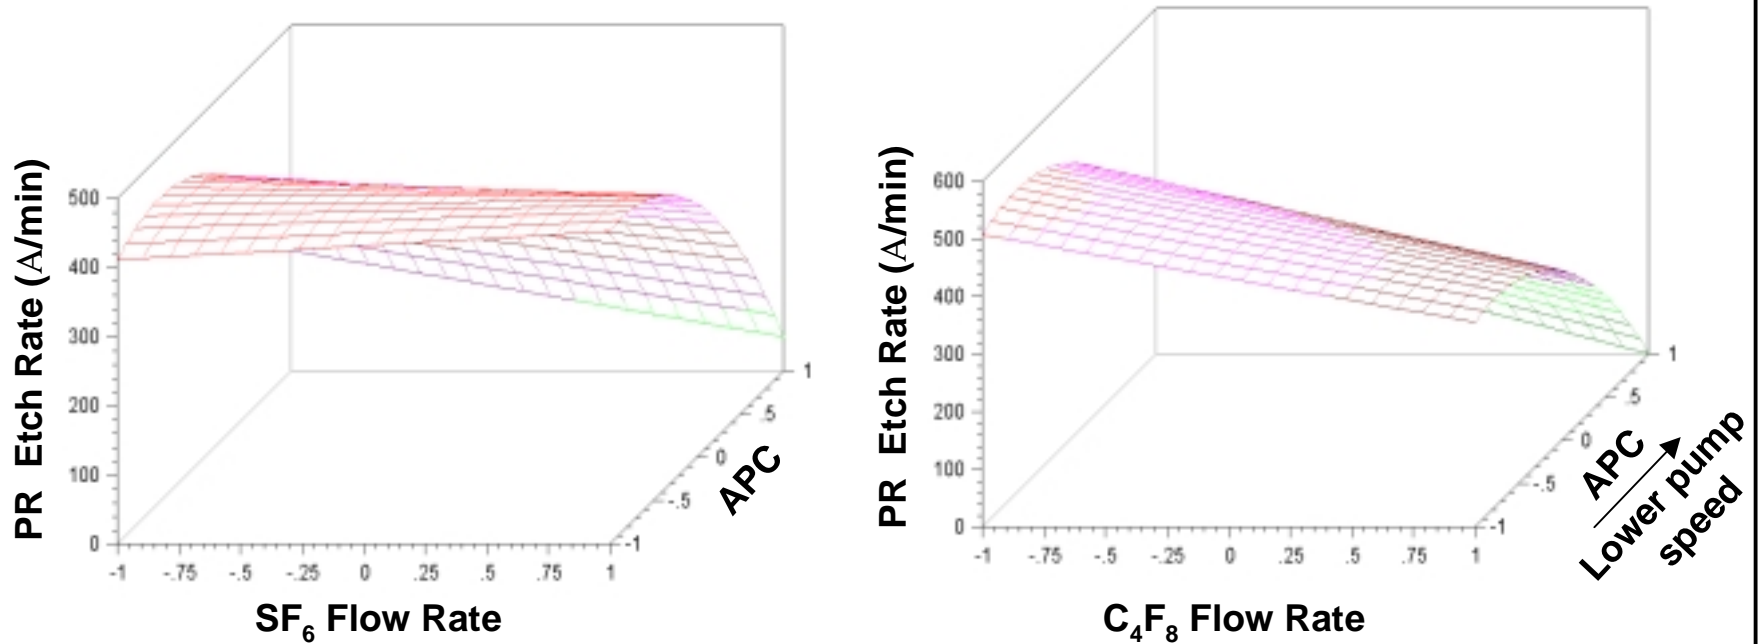 PR Etch Rate (A/min)
500
400
300
200
100
0
-1 -.75 -.5 -.25 0 .25 .5 .75 1
-1
-.5
0
.5
1
APC
SF6 Flow Rate
PR Etch Rate (A/min)
600
500
400
300
200
100
0
-1 -.75 -.5 -.25 0 .25 .5 .75 1
-1
-.5
0
.5
1
APC
Lower pump
speed
C4F8 Flow Rate